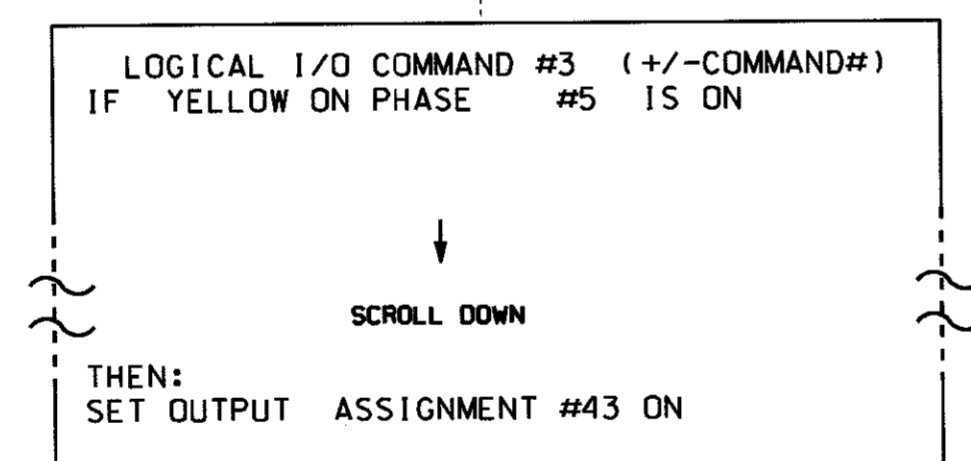 LOGICAL I/O COMMAND #3 (+/-COMMAND#)
IF YELLOW ON PHASE #5 IS ON
SCROLL DOWN
THEN:
SET OUTPUT ASSIGNMENT #43 ON